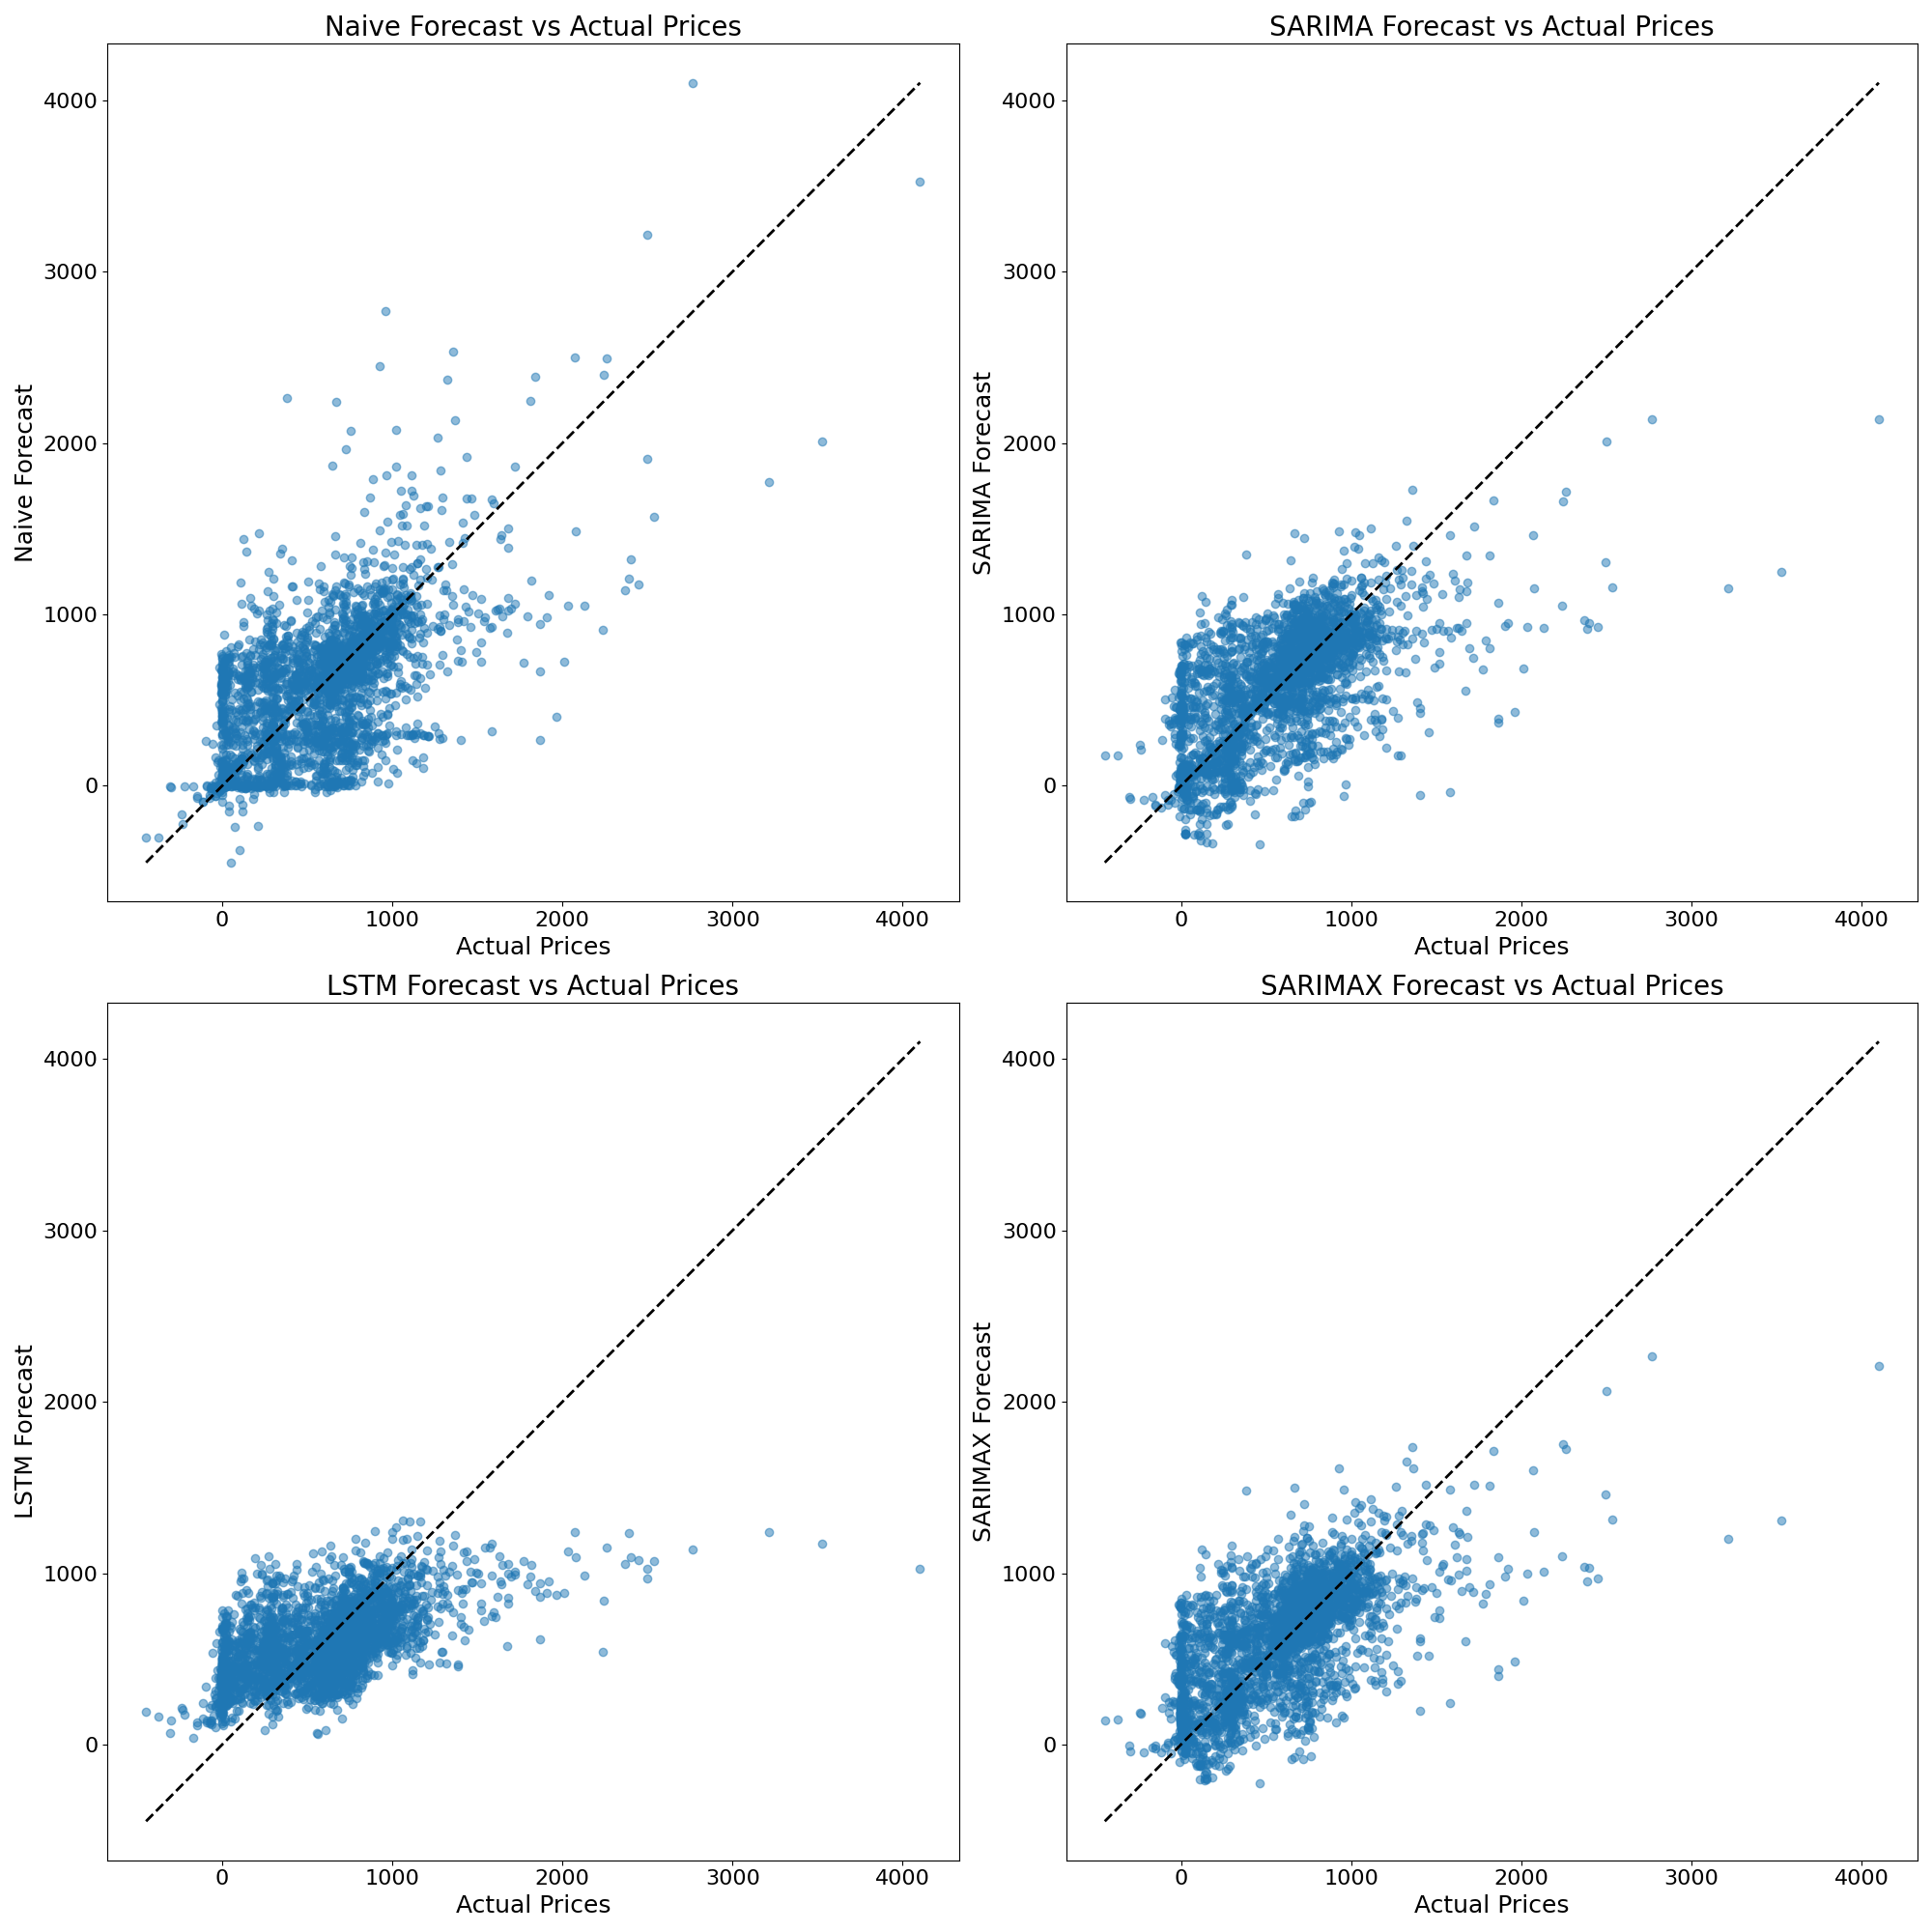 Naive Forecast vs Actual Prices
4000
3000
2000
1000
0
Naive Forecast
0 1000 2000 3000 4000
Actual Prices
SARIMA Forecast vs Actual Prices
4000
3000
2000
1000
0
SARIMA Forecast
0 1000 2000 3000 4000
Actual Prices
LSTM Forecast vs Actual Prices
4000
3000
2000
1000
0
LSTM Forecast
0 1000 2000 3000 4000
Actual Prices
SARIMAX Forecast vs Actual Prices
4000
3000
2000
1000
0
SARIMAX Forecast
0 1000 2000 3000 4000
Actual Prices